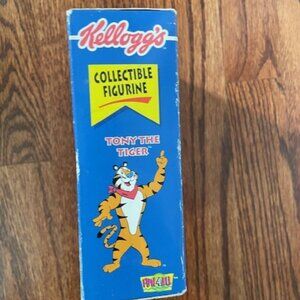 Kellogg's
COLLECTIBLE
FIGURINE
TONY THE
TIGER